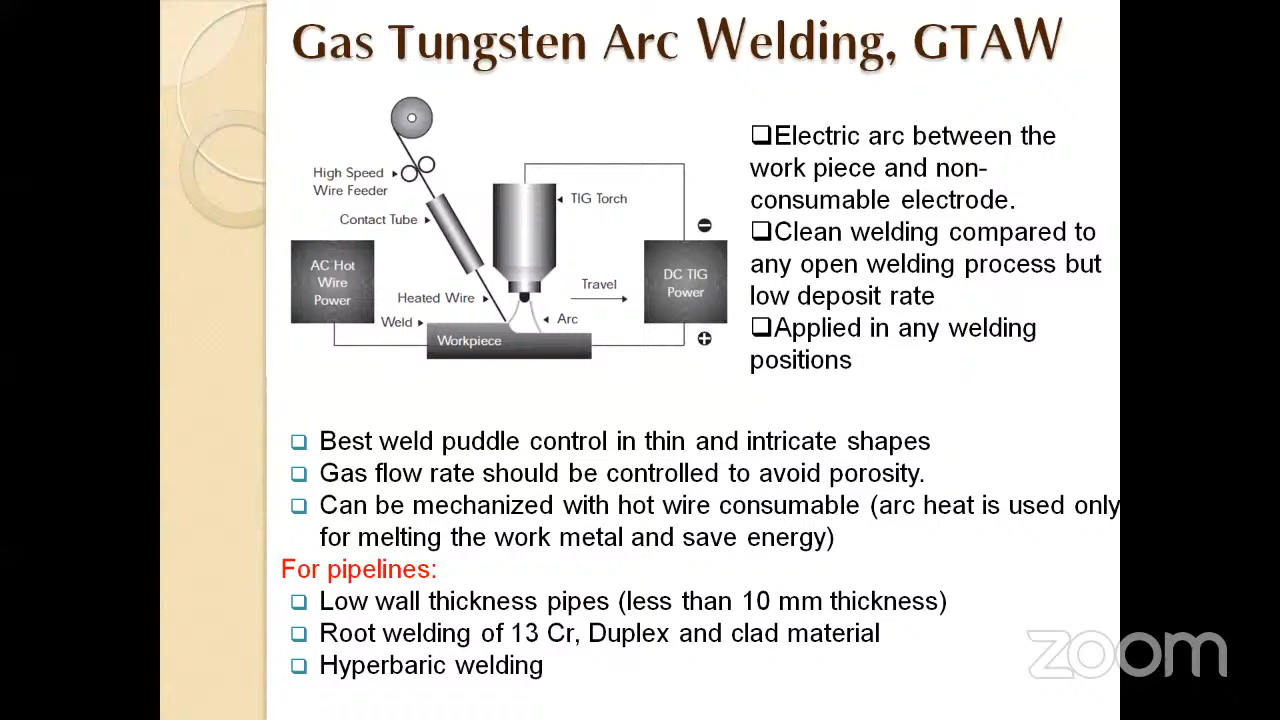 Gas Tungsten Arc Welding, GTAW
High Speed
Wire Feeder
Contact Tube
TIG Torch
AC Hot
Wire
Power
DC TIG
Power
Travel
Heated Wire
Weld
Arc
Workpiece
❑Electric arc between the
work piece and non-
consumable electrode.
❑Clean welding compared to
any open welding process but
low deposit rate
❑Applied in any welding
positions
❑ Best weld puddle control in thin and intricate shapes
❑ Gas flow rate should be controlled to avoid porosity.
❑ Can be mechanized with hot wire consumable (arc heat is used only
for melting the work metal and save energy)
For pipelines:
❑ Low wall thickness pipes (less than 10 mm thickness)
❑ Root welding of 13 Cr, Duplex and clad material
❑ Hyperbaric welding
zoom